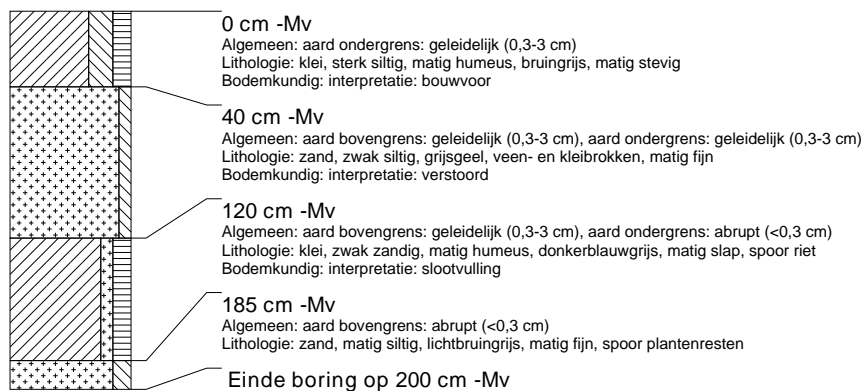 0 cm -Mv
Algemeen: aard ondergrens: geleidelijk (0,3-3 cm)
Lithologie: klei, sterk siltig, matig humeus, bruingrijs, matig stevig
Bodemkundig: interpretatie: bouwvoor
40 cm -Mv
Algemeen: aard bovengrens: geleidelijk (0,3-3 cm), aard ondergrens: geleidelijk (0,3-3 cm)
Lithologie: zand, zwak siltig, grijsgeel, veen- en kleibrokken, matig fijn
Bodemkundig: interpretatie: verstoord
120 cm -Mv
Algemeen: aard bovengrens: geleidelijk (0,3-3 cm), aard ondergrens: abrupt (<0,3 cm)
Lithologie: klei, zwak zandig, matig humeus, donkerblauwgrijs, matig slap, spoor riet
Bodemkundig: interpretatie: slootvulling
185 cm -Mv
Algemeen: aard bovengrens: abrupt (<0,3 cm)
Lithologie: zand, matig siltig, lichtbruingrijs, matig fijn, spoor plantenresten
Einde boring op 200 cm -Mv